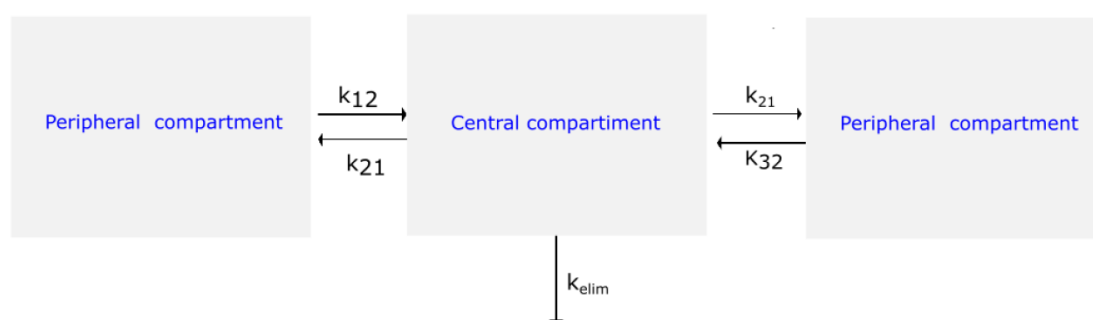 k12
k21
Peripheral compartment
Central compartiment
Peripheral compartment
k21
K32
kelim